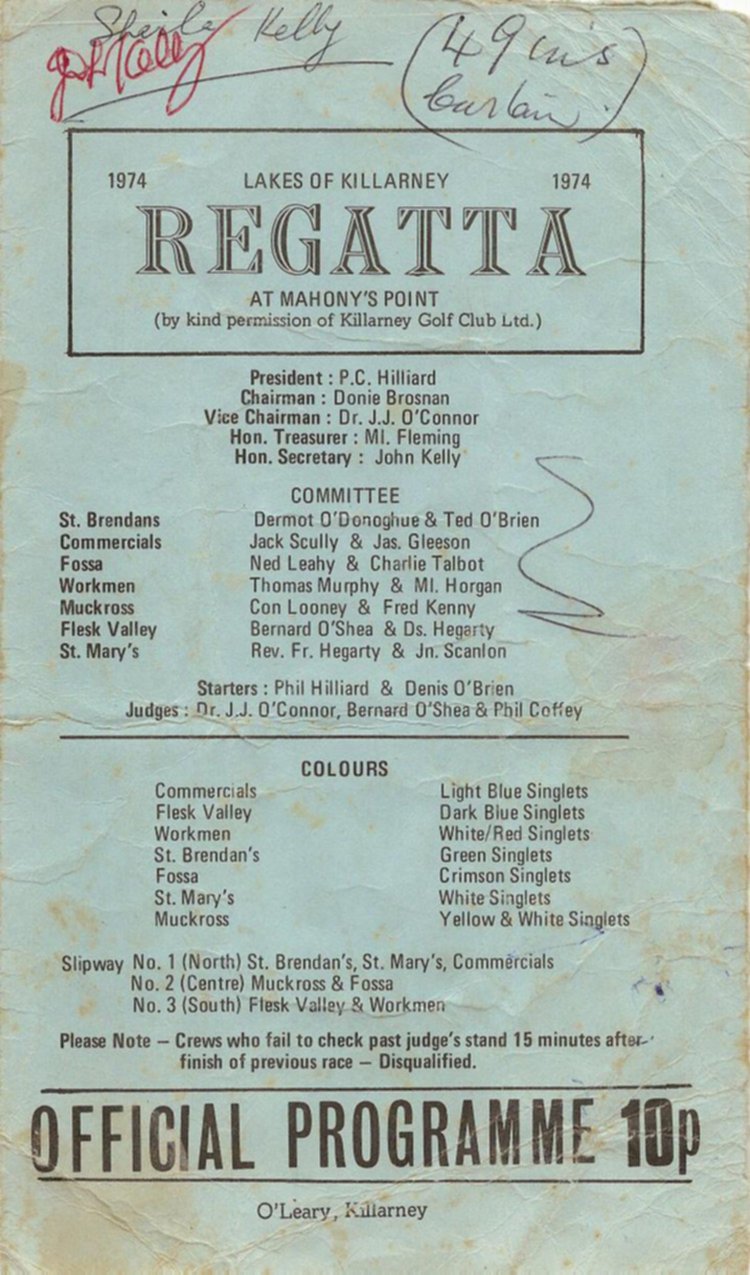 Sheila Kelly
(49 ins
Curtain)
1974 LAKES OF KILLARNEY 1974
REGATTA
AT MAHONY'S POINT
(by kind permission of Killarney Golf Club Ltd.)
President : P.C. Hilliard
Chairman : Donie Brosnan
Vice Chairman : Dr. J.J. O'Connor
Hon. Treasurer : Ml. Fleming
Hon. Secretary : John Kelly
COMMITTEE
St. Brendans Dermot O'Donoghue & Ted O'Brien
Commercials Jack Scully & Jas. Gleeson
Fossa Ned Leahy & Charlie Talbot
Workmen Thomas Murphy & Ml. Horgan
Muckross Con Looney & Fred Kenny
Flesk Valley Bernard O'Shea & Ds. Hegarty
St. Mary's Rev. Fr. Hegarty & Jn. Scanlon
Starters : Phil Hilliard & Denis O'Brien
Judges : Dr. J.J. O'Connor, Bernard O'Shea & Phil Coffey
COLOURS
Commercials Light Blue Singlets
Flesk Valley Dark Blue Singlets
Workmen White/Red Singlets
St. Brendan's Green Singlets
Fossa Crimson Singlets
St. Mary's White Singlets
Muckross Yellow & White Singlets
Slipway No. 1 (North) St. Brendan's, St. Mary's, Commercials
No. 2 (Centre) Muckross & Fossa
No. 3 (South) Flesk Valley & Workmen
Please Note – Crews who fail to check past judge's stand 15 minutes after
finish of previous race – Disqualified.
OFFICIAL PROGRAMME 10p
O'Leary, Killarney